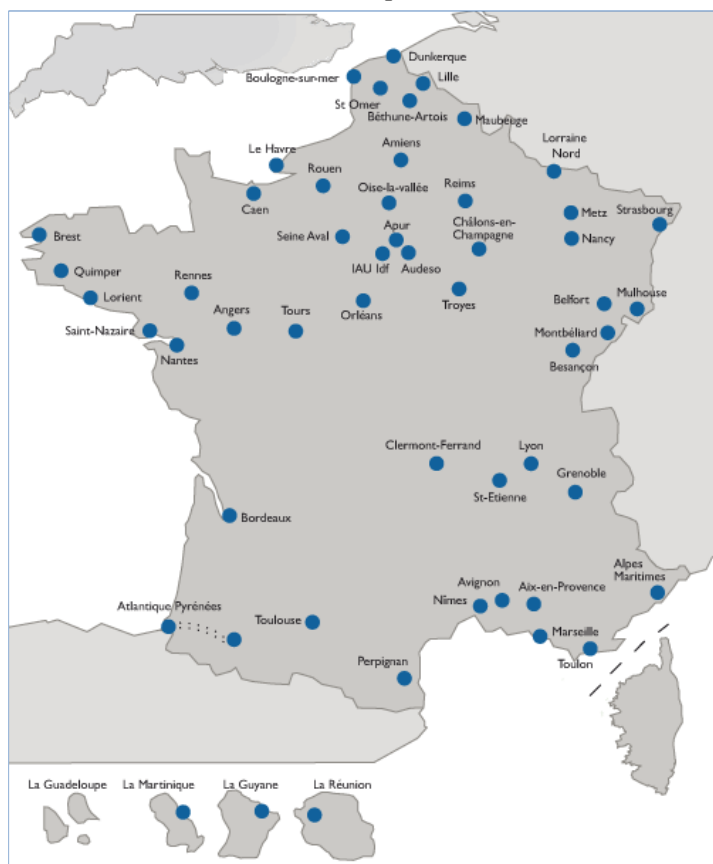 Dunkerque
Boulogne-sur-mer
Lille
St Omer
Béthune-Artois
Maubeuge
Lorraine
Nord
Le Havre
Amiens
Rouen
Oise-la-vallée
Reims
Caen
Metz
Strasbourg
Brest
Seine Aval
Apur
Châlons-en-
Champagne
Nancy
IAU Idf
Audeso
Quimper
Rennes
Lorient
Angers
Tours
Orléans
Troyes
Belfort
Mulhouse
Saint-Nazaire
Montbéliard
Nantes
Besançon
Clermont-Ferrand
Lyon
Grenoble
St-Etienne
Bordeaux
Alpes
Maritimes
Avignon
Aix-en-Provence
Nîmes
Atlantique Pyrénées
Toulouse
Marseille
Toulon
Perpignan
La Guadeloupe
La Martinique
La Guyane
La Réunion